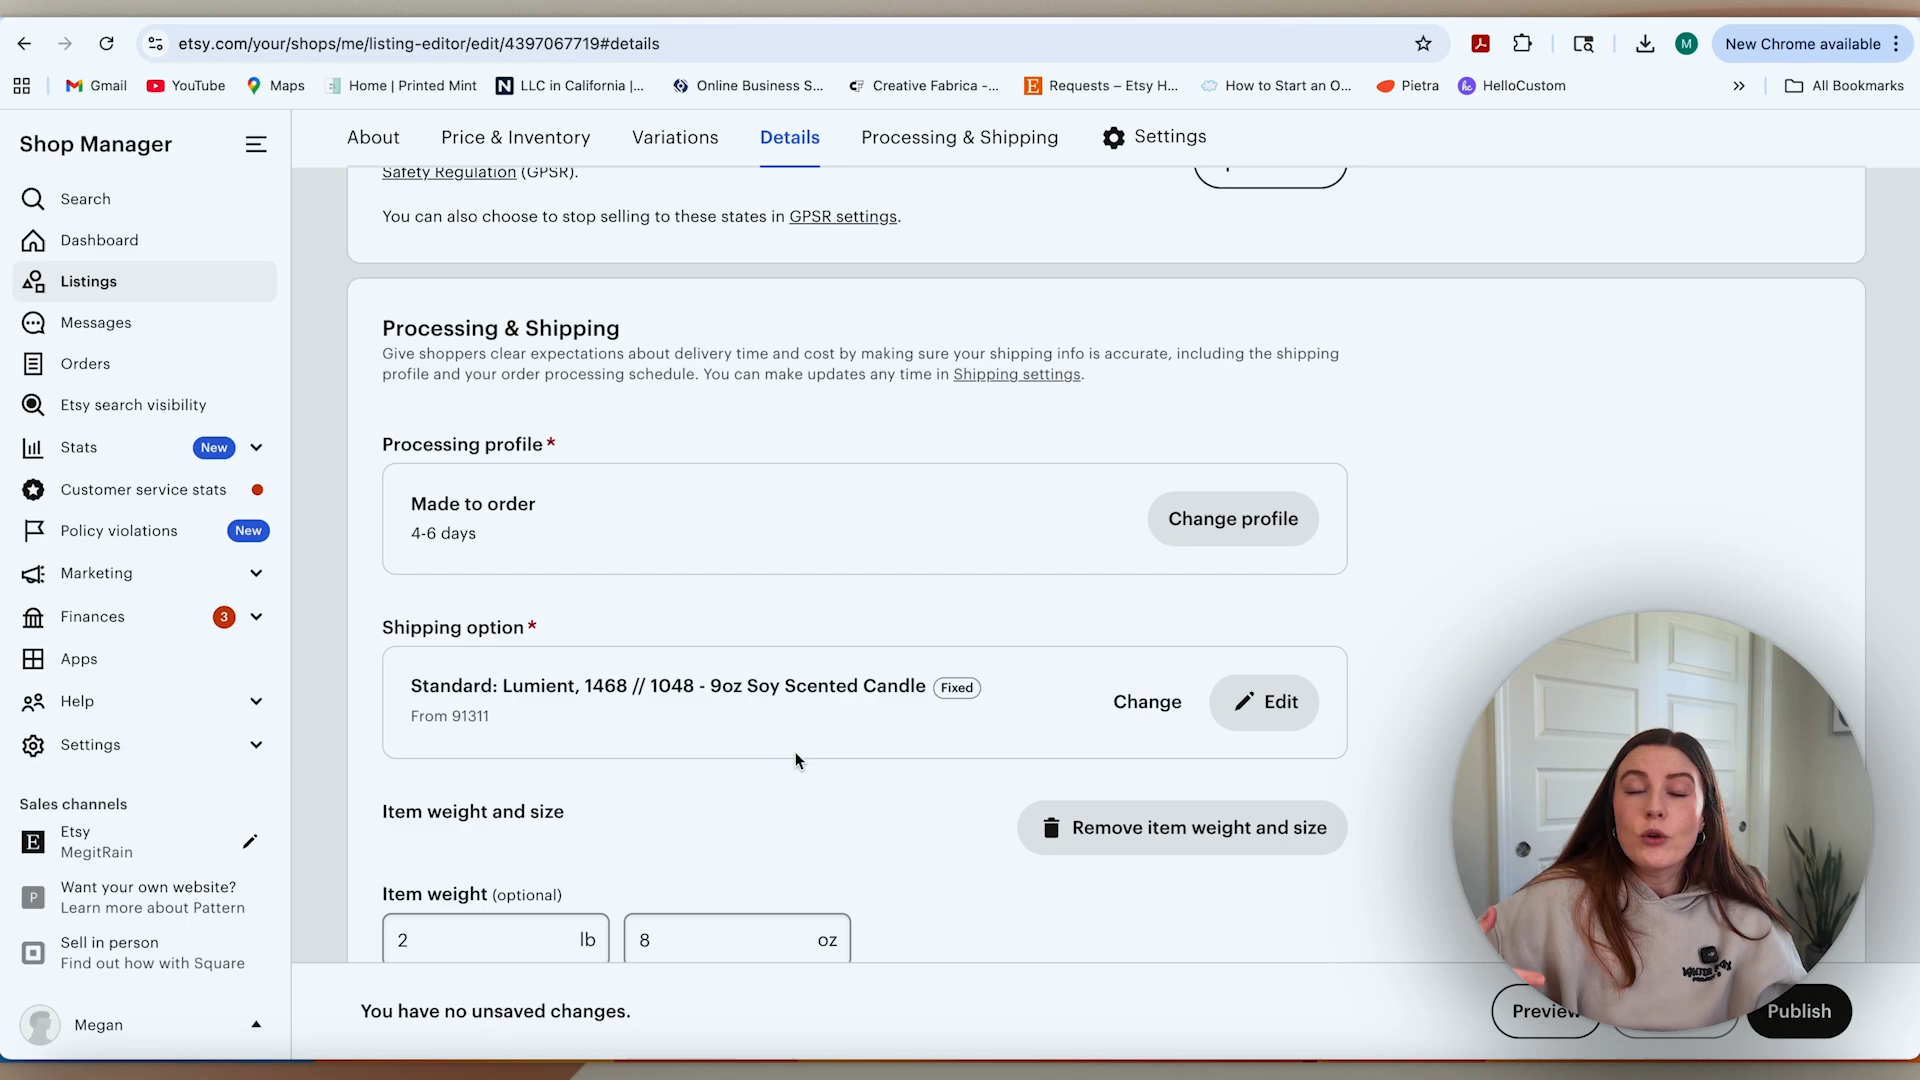 etsy.com/your/shops/me/listing-editor/edit/4397067719#details
M
New Chrome available
Gmail
YouTube
Maps
Home | Printed Mint
LLC in California |...
Online Business S...
Creative Fabrica -...
Requests – Etsy H...
How to Start an O...
Pietra
HelloCustom
All Bookmarks
Shop Manager
Search
Dashboard
Listings
Messages
Orders
Etsy search visibility
Stats
New
Customer service stats
Policy violations
New
Marketing
Finances
3
Apps
Help
Settings
Sales channels
Etsy
MegitRain
P
Want your own website?
Learn more about Pattern
Sell in person
Find out how with Square
Megan
About
Price & Inventory
Variations
Details
Processing & Shipping
Settings
Safety Regulation (GPSR).
You can also choose to stop selling to these states in GPSR settings.
Processing & Shipping
Give shoppers clear expectations about delivery time and cost by making sure your shipping info is accurate, including the shipping
profile and your order processing schedule. You can make updates any time in Shipping settings.
Processing profile *
Made to order
4-6 days
Change profile
Shipping option *
Standard: Lumient, 1468 // 1048 - 9oz Soy Scented Candle Fixed
From 91311
Change
Edit
Item weight and size
Remove item weight and size
Item weight (optional)
2 lb
8 oz
You have no unsaved changes.
Preview
Publish